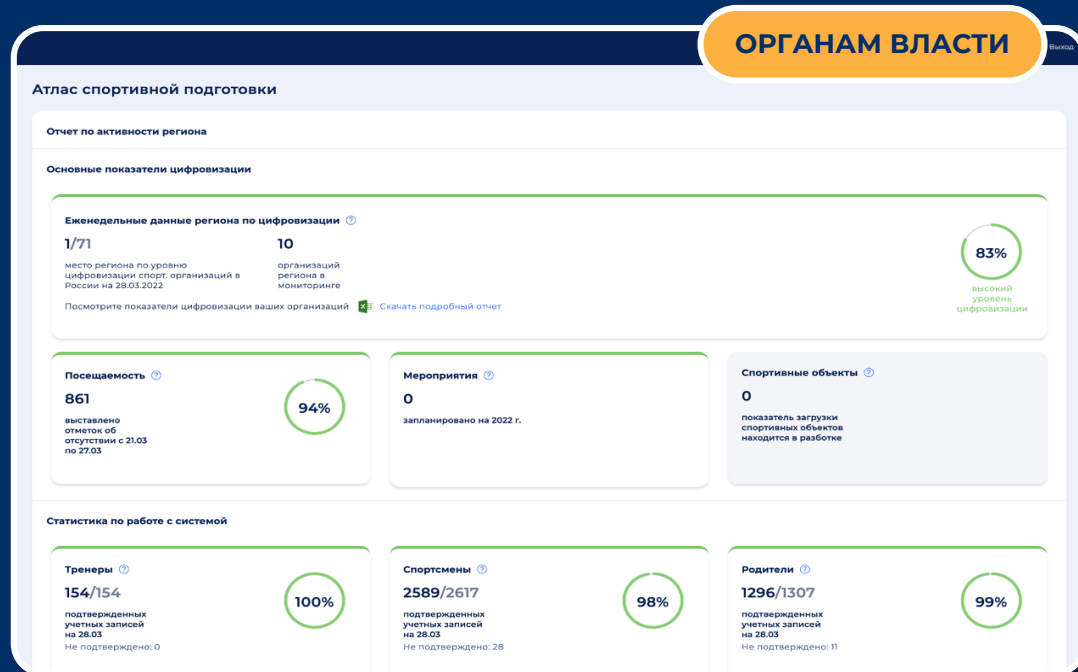 ОРГАНАМ ВЛАСТИ
Выход
Атлас спортивной подготовки
Отчет по активности региона
Основные показатели цифровизации
Еженедельные данные региона по цифровизации ?
1/71
место региона по уровню
цифровизации спорт. организаций в
России на 28.03.2022
10
организаций
региона в
мониторинге
Посмотрите показатели цифровизации ваших организаций Скачать подробный отчет
83%
высокий
уровень
цифровизации
Посещаемость ?
861
выставлено
отметок об
отсутствии с 21.03
по 27.03
94%
Мероприятия ?
0
запланировано на 2022 г.
Спортивные объекты ?
0
показатель загрузки
спортивных объектов
находится в разботке
Статистика по работе с системой
Тренеры ?
154/154
подтвержденных
учетных записей
на 28.03
Не подтверждено: 0
100%
Спортсмены ?
2589/2617
подтвержденных
учетных записей
на 28.03
Не подтверждено: 28
98%
Родители ?
1296/1307
подтвержденных
учетных записей
на 28.03
Не подтверждено: 11
99%